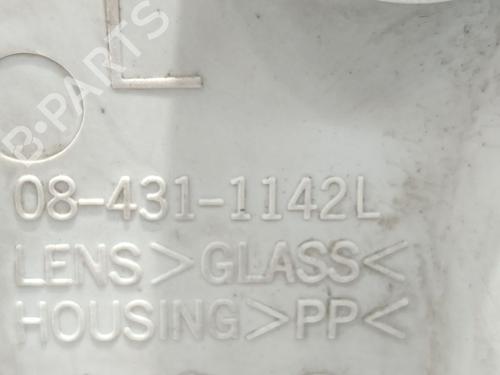 B-PARTS
L
08-431-1142L
LENS>GLASS<
HOUSING>PP<